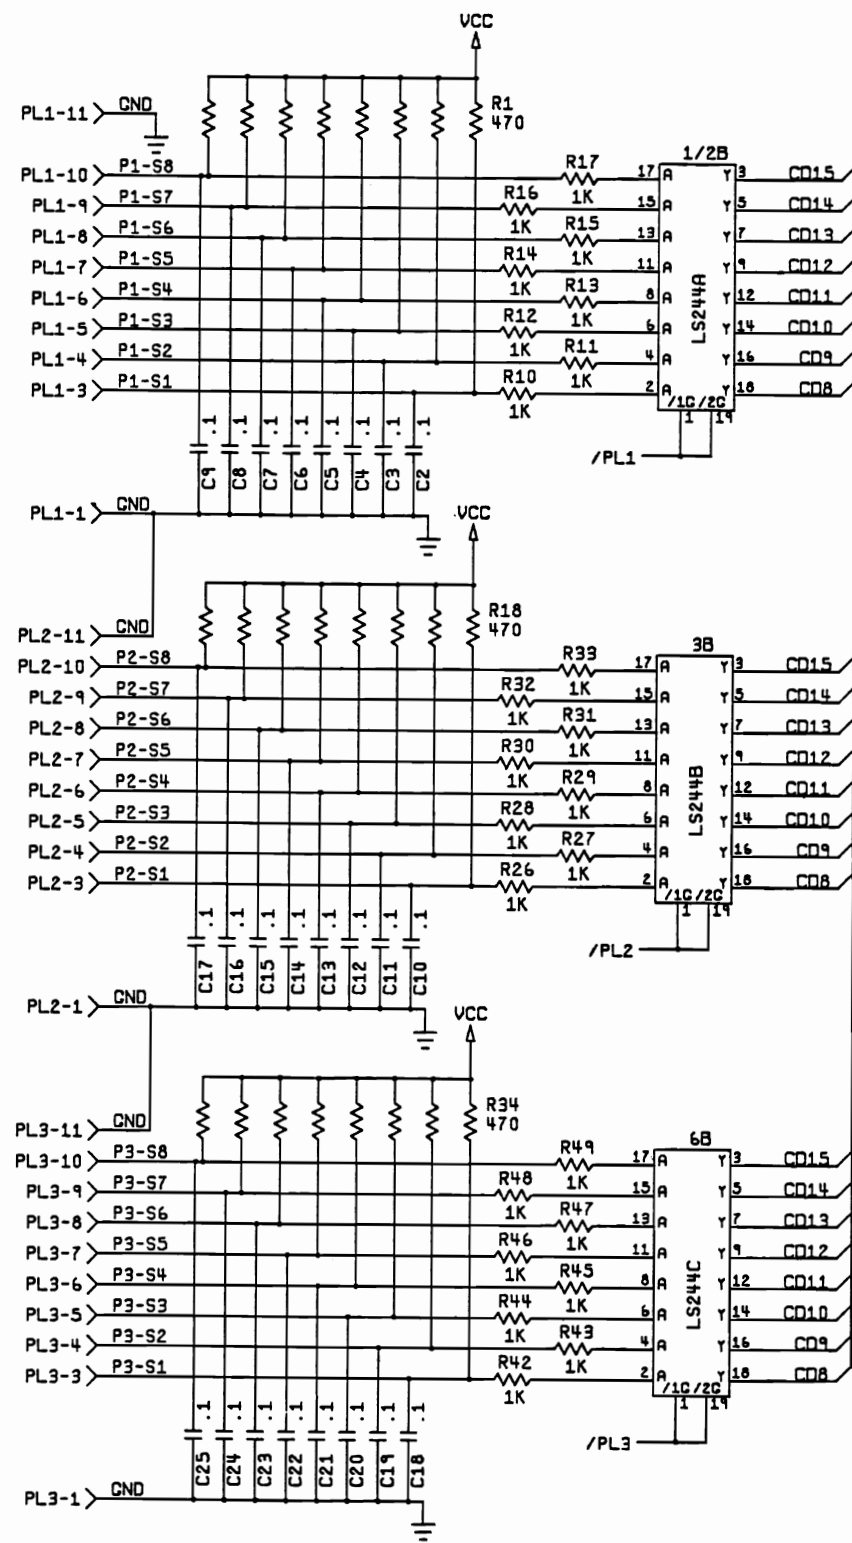 VCC
R1
470
PL1-11 GND
1/2B
PL1-10 P1-S8 R17 1K 17 A Y 3 CD15
PL1-9 P1-S7 R16 1K 15 A Y 5 CD14
PL1-8 P1-S6 R15 1K 13 A Y 7 CD13
PL1-7 P1-S5 R14 1K 11 A Y 9 CD12
PL1-6 P1-S4 R13 1K 8 A Y 12 CD11
PL1-5 P1-S3 R12 1K 6 A Y 14 CD10
PL1-4 P1-S2 R11 1K 4 A Y 16 CD9
PL1-3 P1-S1 R10 1K 2 A Y 18 CD8
LS244A
/1G /2G
1 19
/PL1
.1 .1 .1 .1 .1 .1 .1 .1
C9 C8 C7 C6 C5 C4 C3 C2
PL1-1 GND
VCC
R18
470
PL2-11 GND
3B
PL2-10 P2-S8 R33 1K 17 A Y 3 CD15
PL2-9 P2-S7 R32 1K 15 A Y 5 CD14
PL2-8 P2-S6 R31 1K 13 A Y 7 CD13
PL2-7 P2-S5 R30 1K 11 A Y 9 CD12
PL2-6 P2-S4 R29 1K 8 A Y 12 CD11
PL2-5 P2-S3 R28 1K 6 A Y 14 CD10
PL2-4 P2-S2 R27 1K 4 A Y 16 CD9
PL2-3 P2-S1 R26 1K 2 A Y 18 CD8
LS244B
/1G /2G
1 19
/PL2
.1 .1 .1 .1 .1 .1 .1 .1
C17 C16 C15 C14 C13 C12 C11 C10
PL2-1 GND
VCC
R34
470
PL3-11 GND
6B
PL3-10 P3-S8 R49 1K 17 A Y 3 CD15
PL3-9 P3-S7 R48 1K 15 A Y 5 CD14
PL3-8 P3-S6 R47 1K 13 A Y 7 CD13
PL3-7 P3-S5 R46 1K 11 A Y 9 CD12
PL3-6 P3-S4 R45 1K 8 A Y 12 CD11
PL3-5 P3-S3 R44 1K 6 A Y 14 CD10
PL3-4 P3-S2 R43 1K 4 A Y 16 CD9
PL3-3 P3-S1 R42 1K 2 A Y 18 CD8
LS244C
/1G /2G
1 19
/PL3
.1 .1 .1 .1 .1 .1 .1 .1
C25 C24 C23 C22 C21 C20 C19 C18
PL3-1 GND